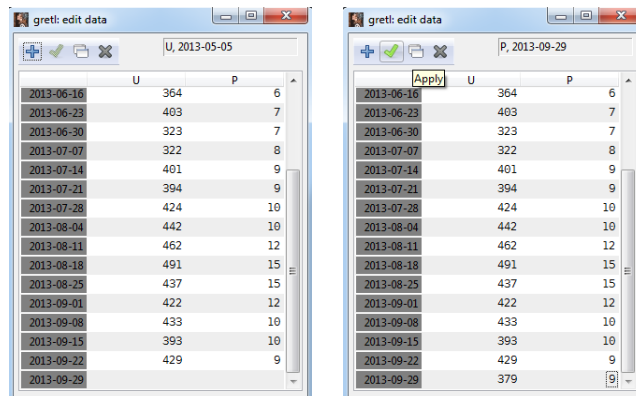 gretl: edit data
U, 2013-05-05
U P
2013-06-16 364 6
2013-06-23 403 7
2013-06-30 323 7
2013-07-07 322 8
2013-07-14 401 9
2013-07-21 394 9
2013-07-28 424 10
2013-08-04 442 10
2013-08-11 462 12
2013-08-18 491 15
2013-08-25 437 15
2013-09-01 422 12
2013-09-08 433 10
2013-09-15 393 10
2013-09-22 429 9
2013-09-29
gretl: edit data
P, 2013-09-29
Apply
U P
2013-06-16 364 6
2013-06-23 403 7
2013-06-30 323 7
2013-07-07 322 8
2013-07-14 401 9
2013-07-21 394 9
2013-07-28 424 10
2013-08-04 442 10
2013-08-11 462 12
2013-08-18 491 15
2013-08-25 437 15
2013-09-01 422 12
2013-09-08 433 10
2013-09-15 393 10
2013-09-22 429 9
2013-09-29 379 9